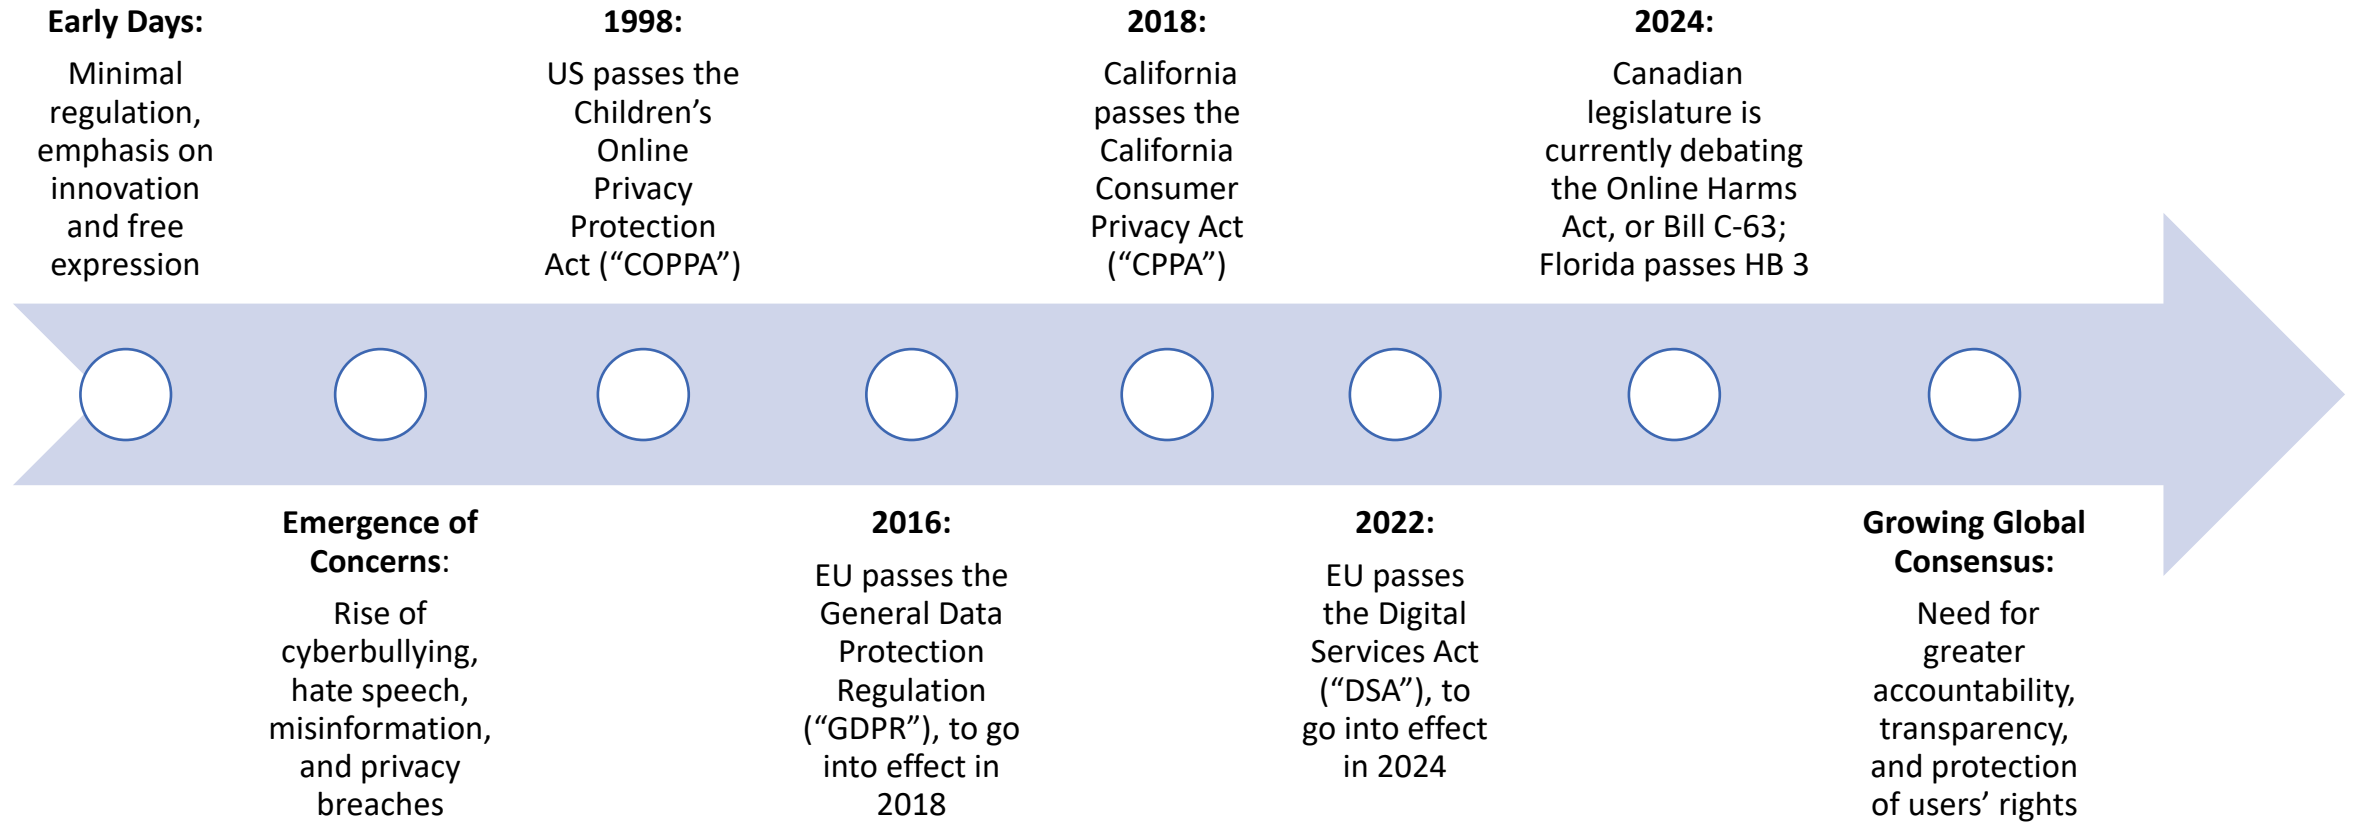 Early Days:
Minimal
regulation,
emphasis on
innovation
and free
expression
Emergence of
Concerns:
Rise of
cyberbullying,
hate speech,
misinformation,
and privacy
breaches
1998:
US passes the
Children’s
Online
Privacy
Protection
Act (“COPPA”)
2016:
EU passes the
General Data
Protection
Regulation
(“GDPR”), to go
into effect in
2018
2018:
California
passes the
California
Consumer
Privacy Act
(“CPPA”)
2022:
EU passes
the Digital
Services Act
(“DSA”), to
go into effect
in 2024
2024:
Canadian
legislature is
currently debating
the Online Harms
Act, or Bill C-63;
Florida passes HB 3
Growing Global
Consensus:
Need for
greater
accountability,
transparency,
and protection
of users’ rights